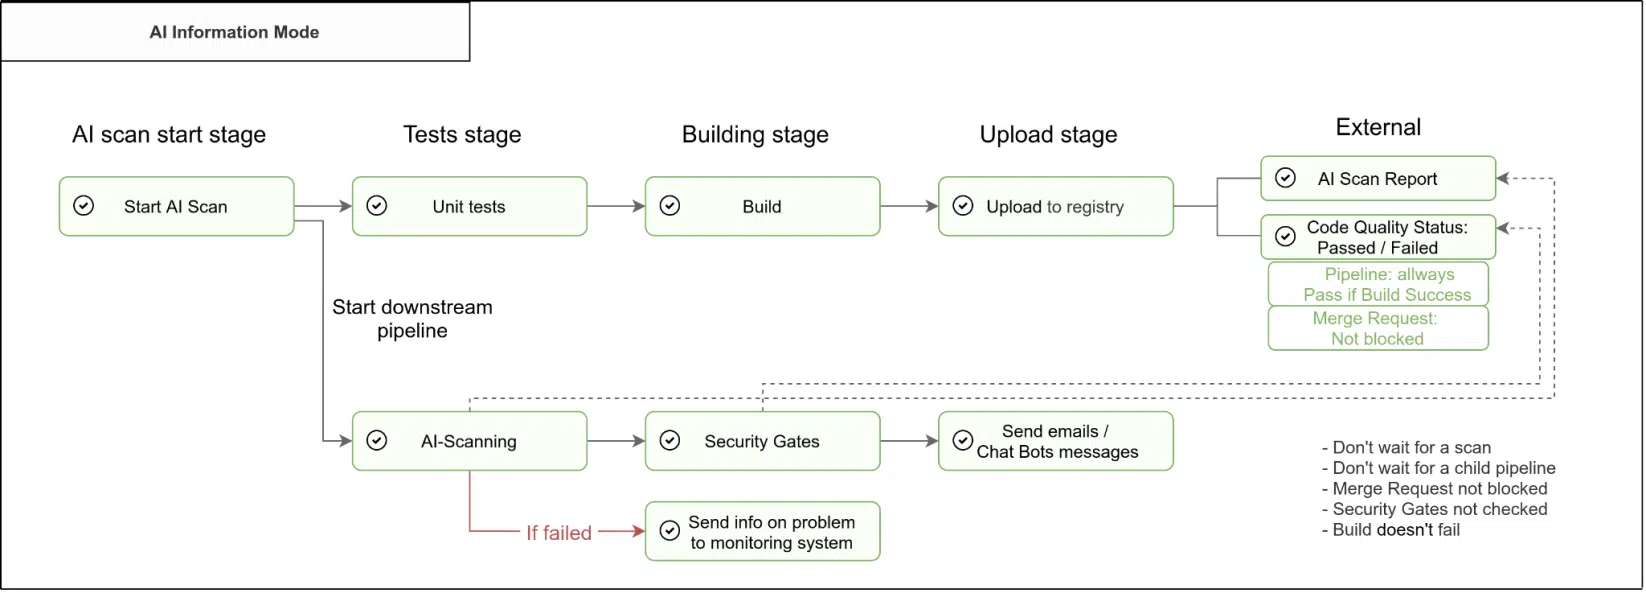 AI Information Mode
AI scan start stage
Tests stage
Building stage
Upload stage
External
Start AI Scan
Unit tests
Build
Upload to registry
AI Scan Report
Code Quality Status:
Passed / Failed
Pipeline: allways
Pass if Build Success
Merge Request:
Not blocked
Start downstream
pipeline
AI-Scanning
Security Gates
Send emails /
Chat Bots messages
If failed
Send info on problem
to monitoring system
- Don't wait for a scan
- Don't wait for a child pipeline
- Merge Request not blocked
- Security Gates not checked
- Build doesn't fail